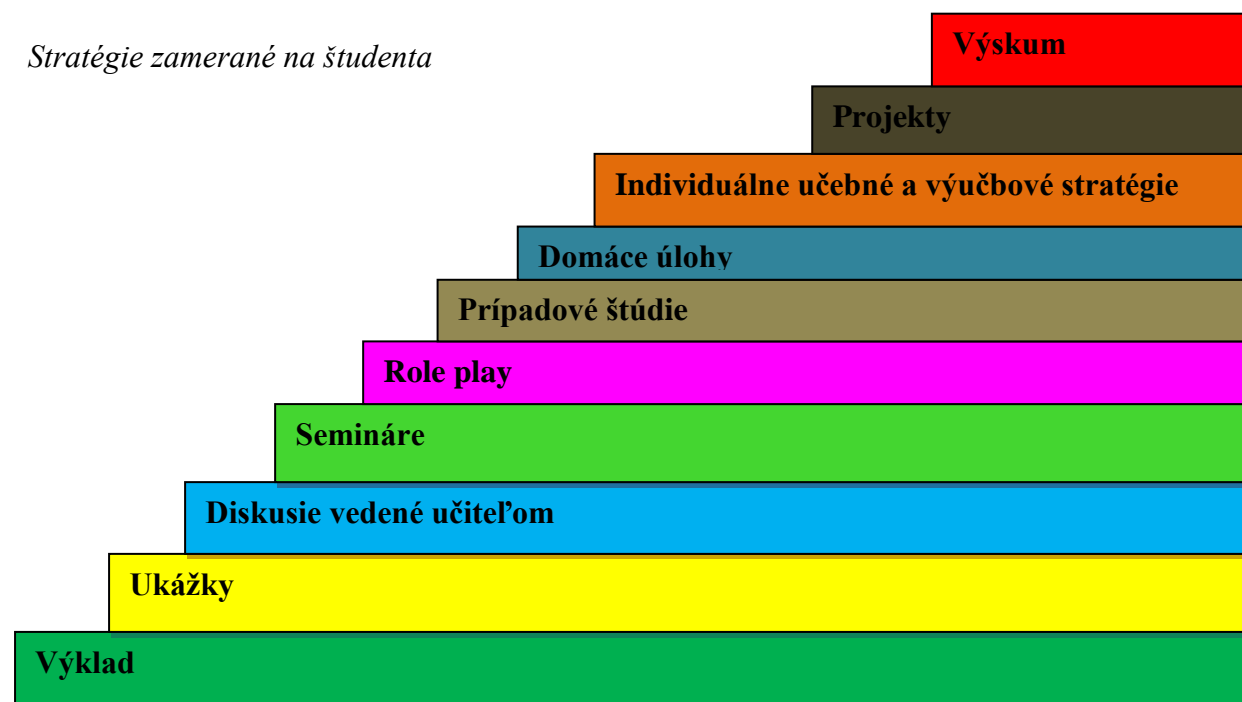 Stratégie zamerané na študenta
Výskum
Projekty
Individuálne učebné a výučbové stratégie
Domáce úlohy
Prípadové štúdie
Role play
Semináre
Diskusie vedené učiteľom
Ukážky
Výklad